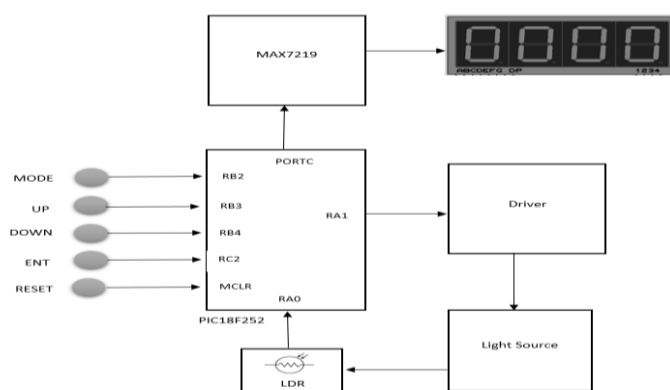 MAX7219
0000
ABCDEFG DP 1234
PORTC
MODE
RB2
UP
RB3
RA1
Driver
DOWN
RB4
ENT
RC2
RESET
MCLR
RA0
PIC18F252
Light Source
LDR